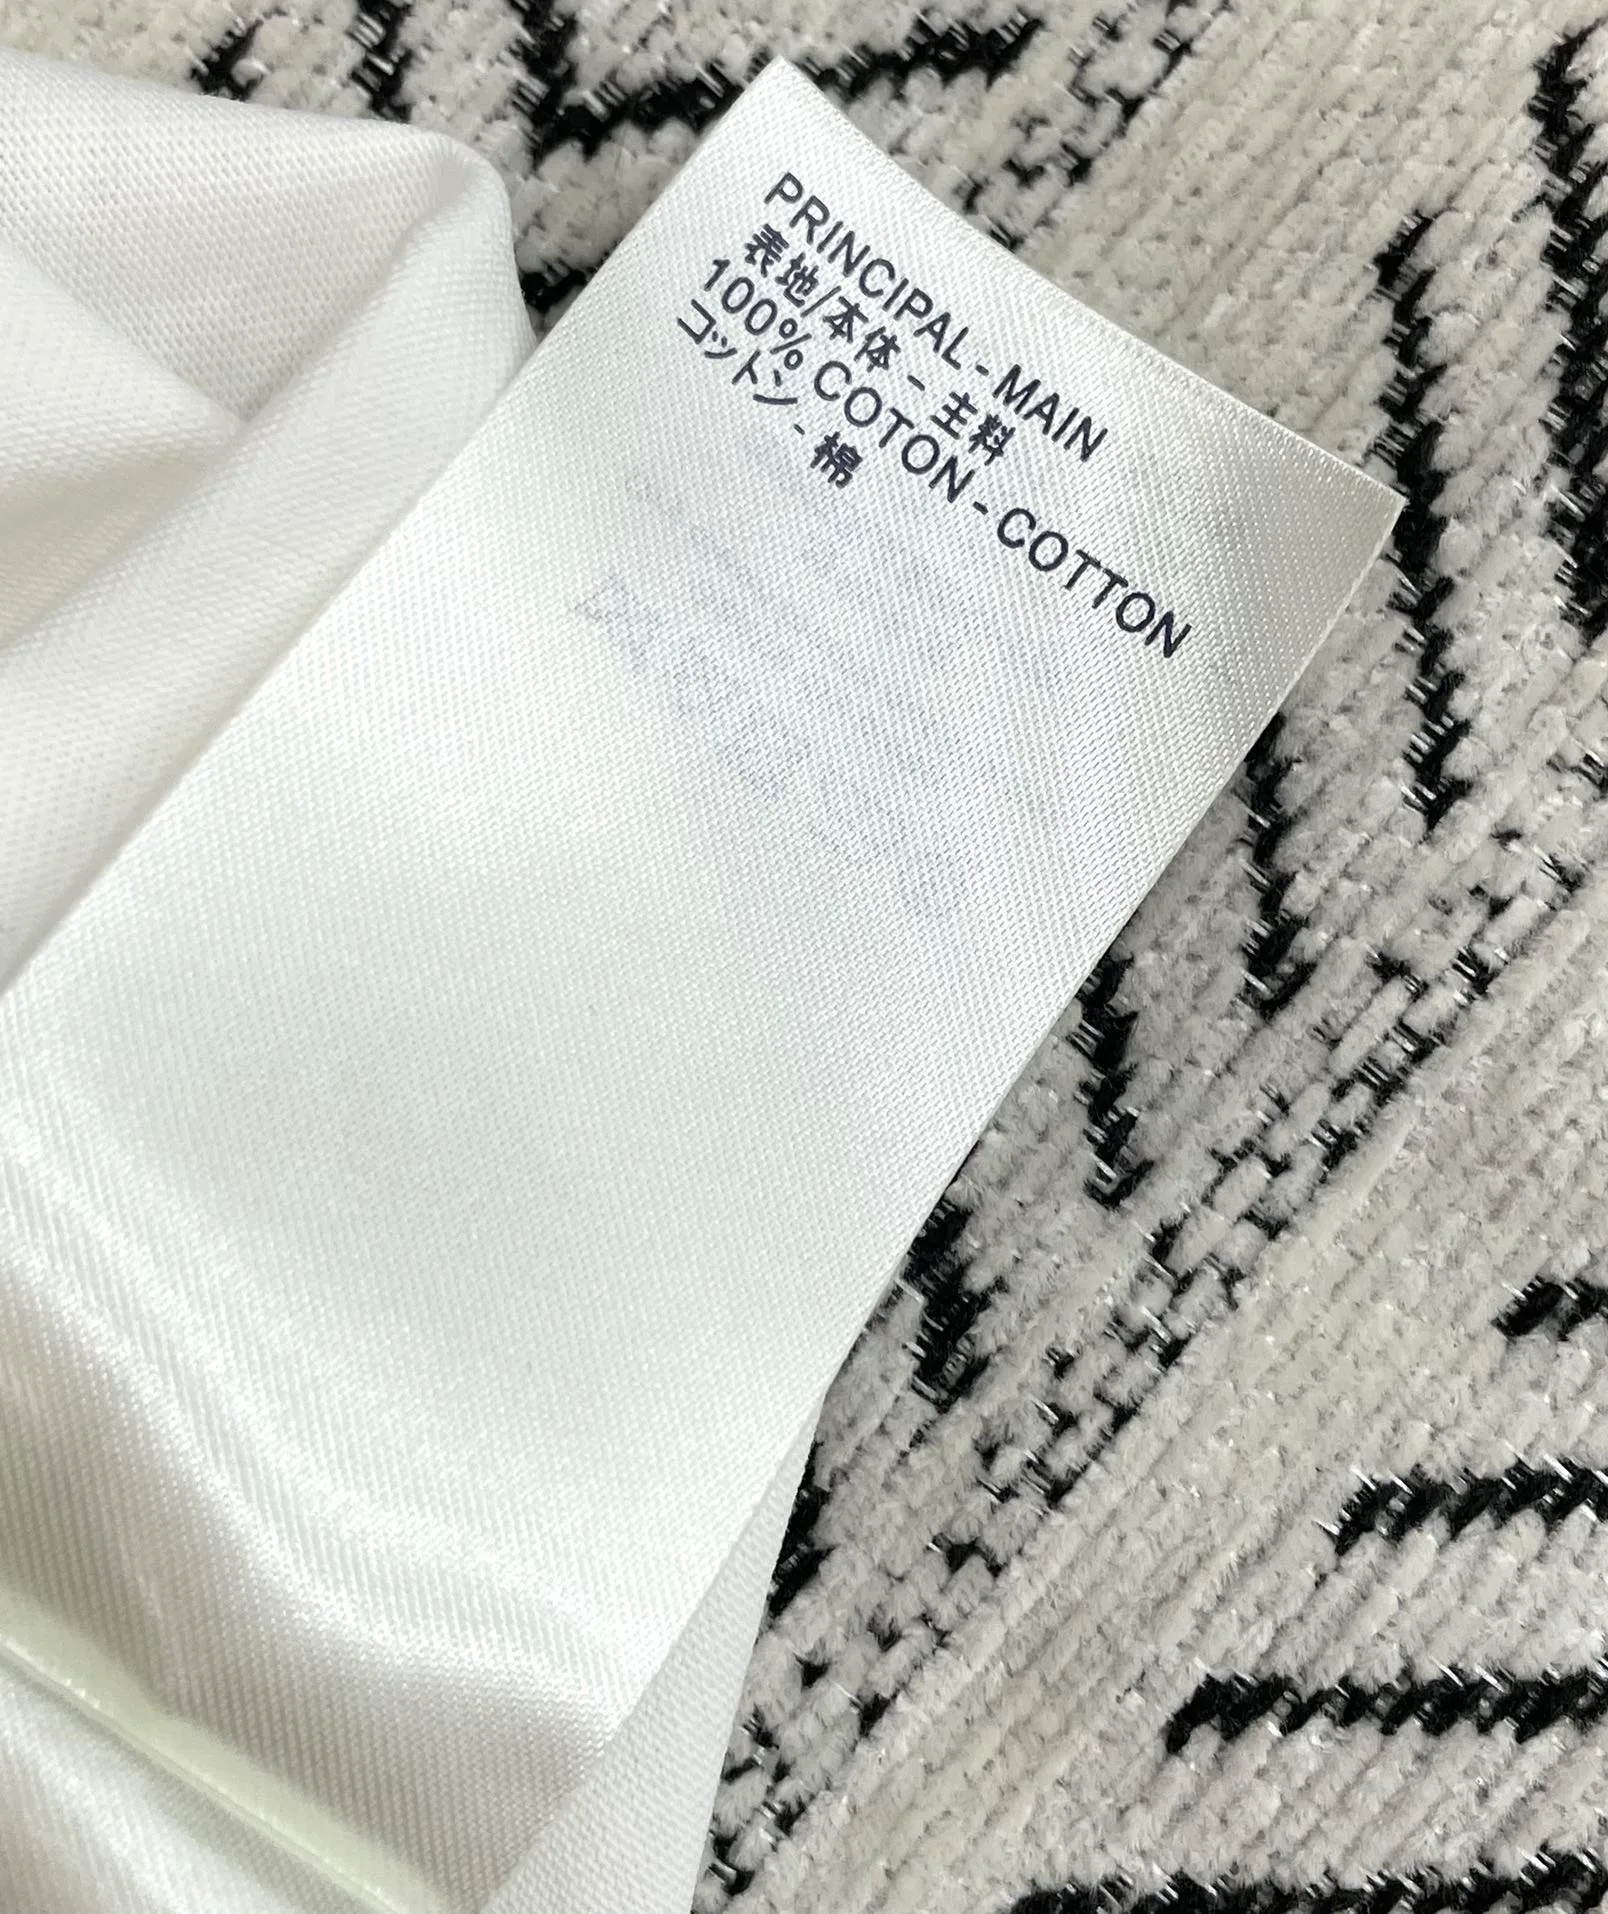 PRINCIPAL - MAIN
表地/本体 - 主料
100% COTON - COTTON
コットン - 棉